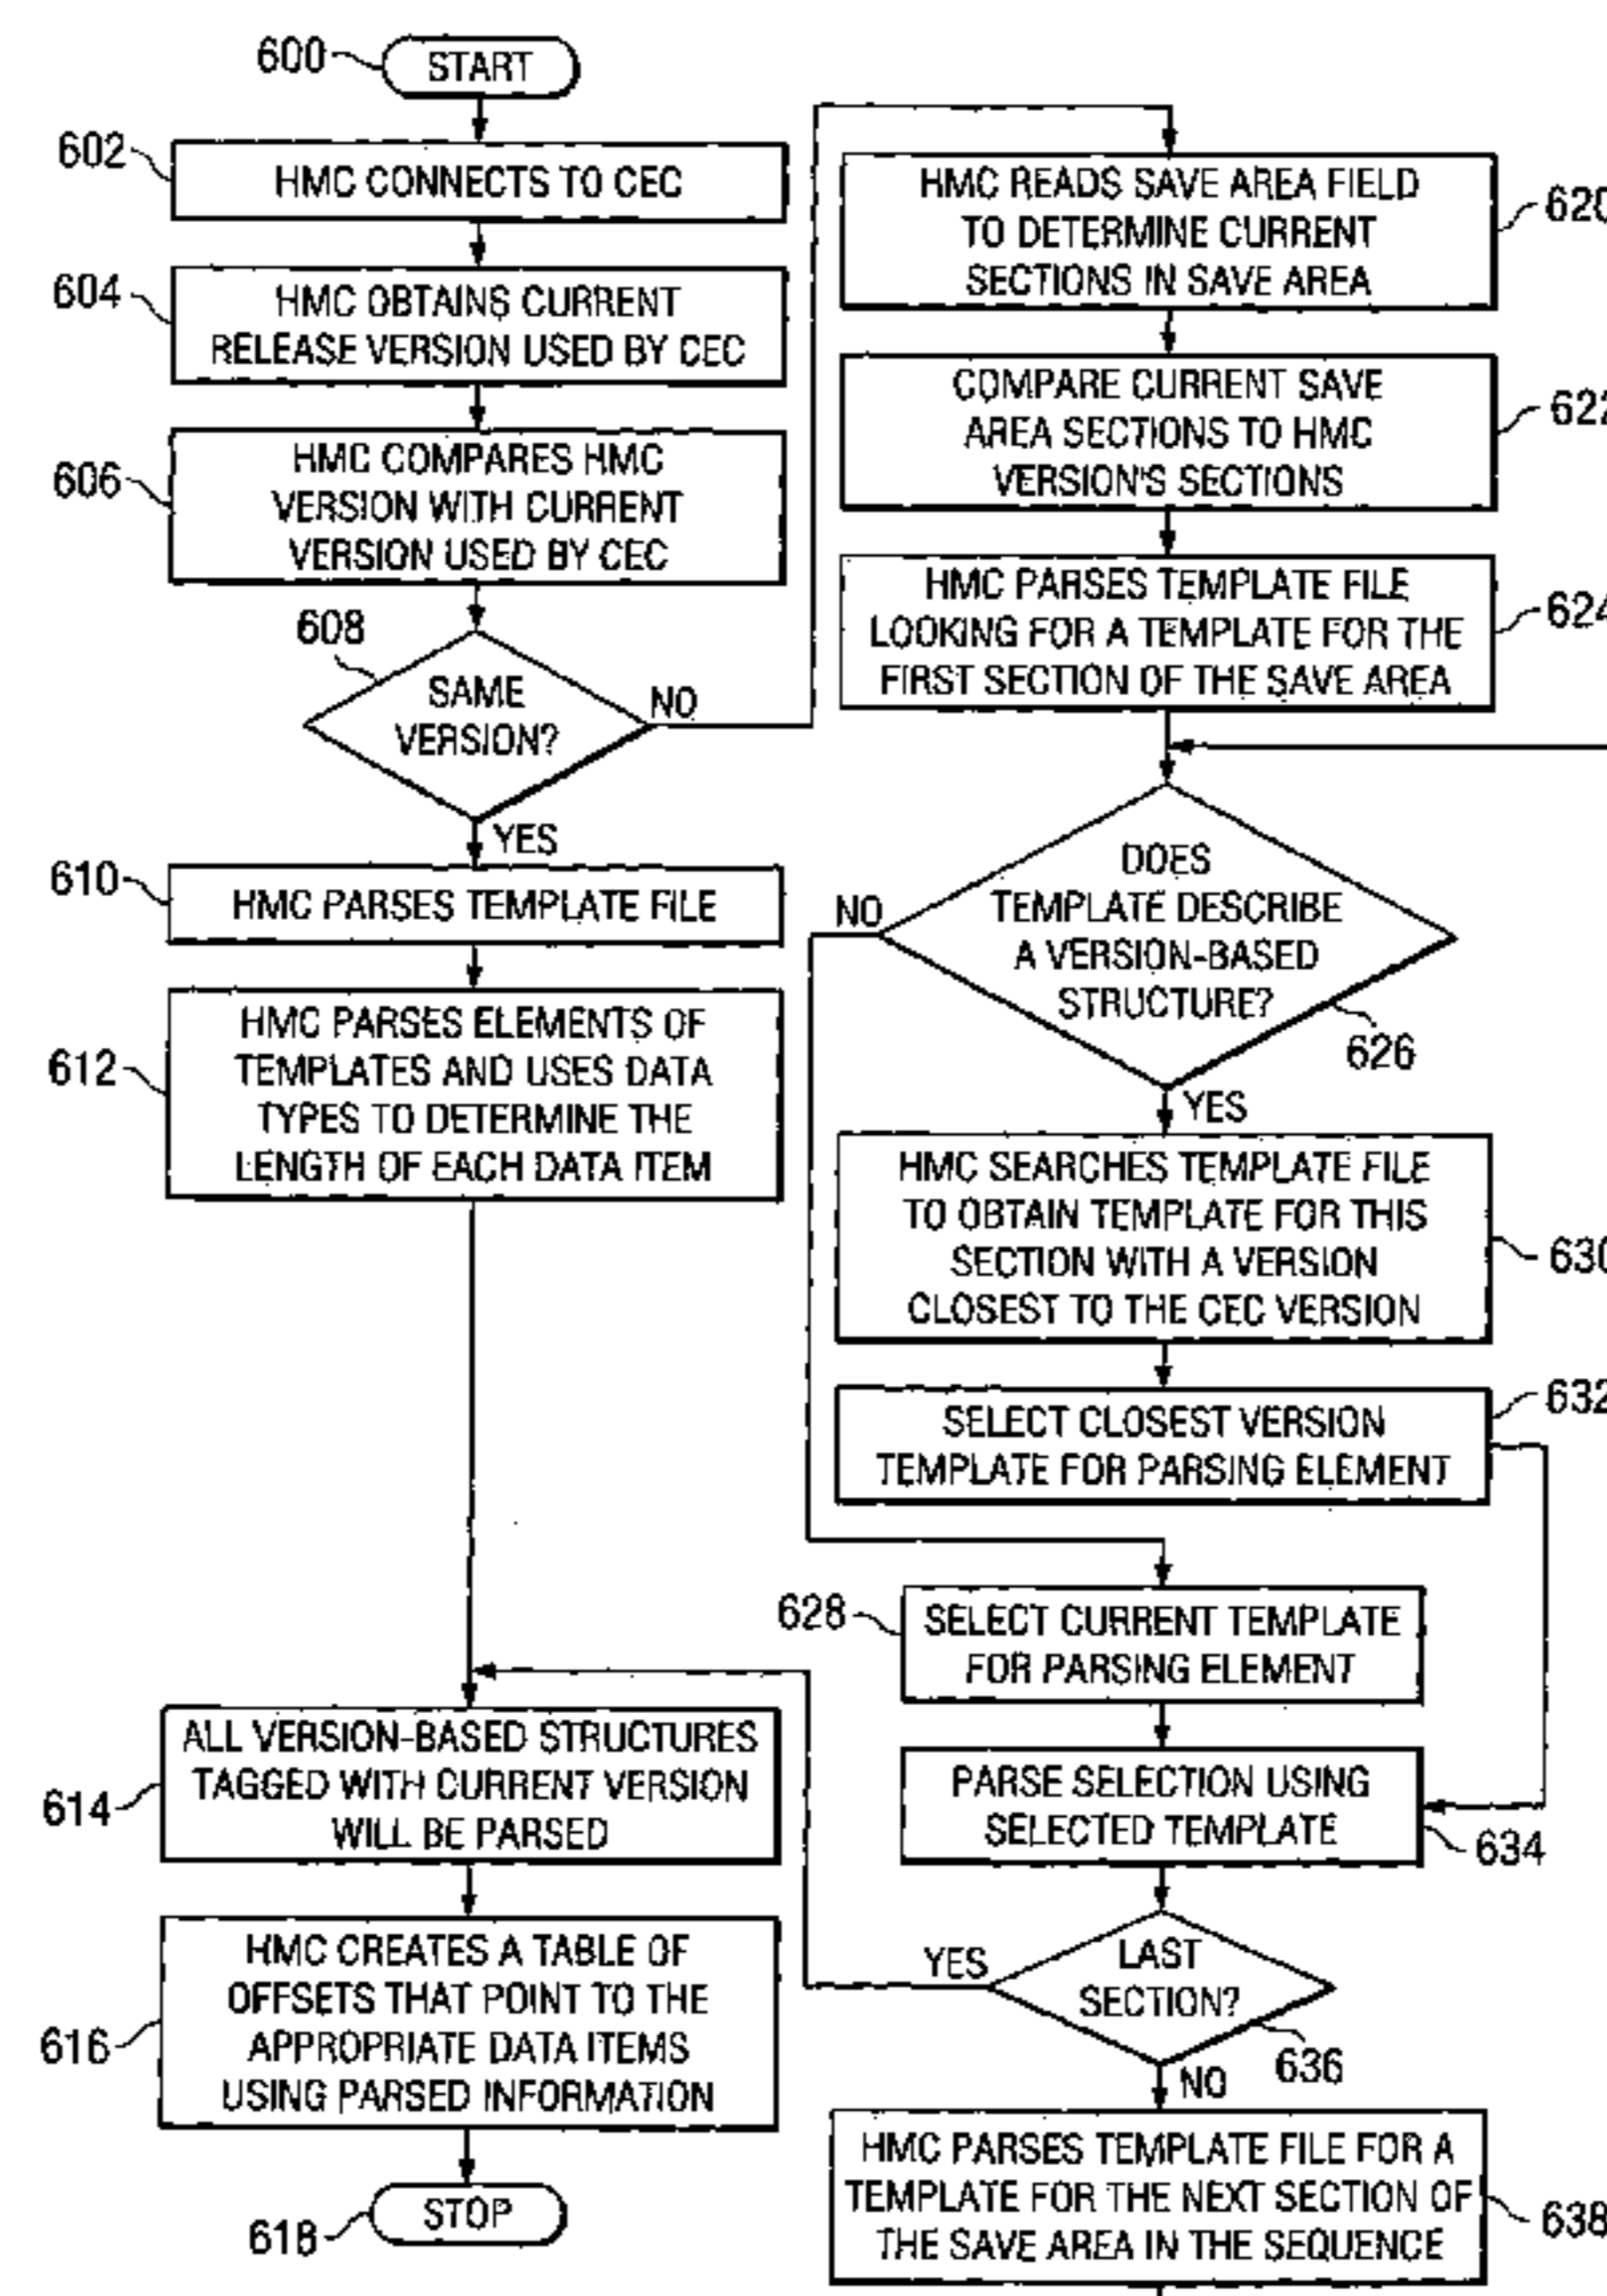 600
START
602
HMC CONNECTS TO CEC
604
HMC OBTAINS CURRENT
RELEASE VERSION USED BY CEC
606
HMC COMPARES HMC
VERSION WITH CURRENT
VERSION USED BY CEC
608
SAME
VERSION?
NO
YES
610
HMC PARSES TEMPLATE FILE
612
HMC PARSES ELEMENTS OF
TEMPLATES AND USES DATA
TYPES TO DETERMINE THE
LENGTH OF EACH DATA ITEM
614
ALL VERSION-BASED STRUCTURES
TAGGED WITH CURRENT VERSION
WILL BE PARSED
616
HMC CREATES A TABLE OF
OFFSETS THAT POINT TO THE
APPROPRIATE DATA ITEMS
USING PARSED INFORMATION
618
STOP
HMC READS SAVE AREA FIELD
TO DETERMINE CURRENT
SECTIONS IN SAVE AREA
620
COMPARE CURRENT SAVE
AREA SECTIONS TO HMC
VERSION'S SECTIONS
622
HMC PARSES TEMPLATE FILE
LOOKING FOR A TEMPLATE FOR THE
FIRST SECTION OF THE SAVE AREA
624
DOES
TEMPLATE DESCRIBE
A VERSION-BASED
STRUCTURE?
NO
626
YES
HMC SEARCHES TEMPLATE FILE
TO OBTAIN TEMPLATE FOR THIS
SECTION WITH A VERSION
CLOSEST TO THE CEC VERSION
630
SELECT CLOSEST VERSION
TEMPLATE FOR PARSING ELEMENT
632
628
SELECT CURRENT TEMPLATE
FOR PARSING ELEMENT
PARSE SELECTION USING
SELECTED TEMPLATE
634
YES
LAST
SECTION?
636
NO
HMC PARSES TEMPLATE FILE FOR A
TEMPLATE FOR THE NEXT SECTION OF
THE SAVE AREA IN THE SEQUENCE
638